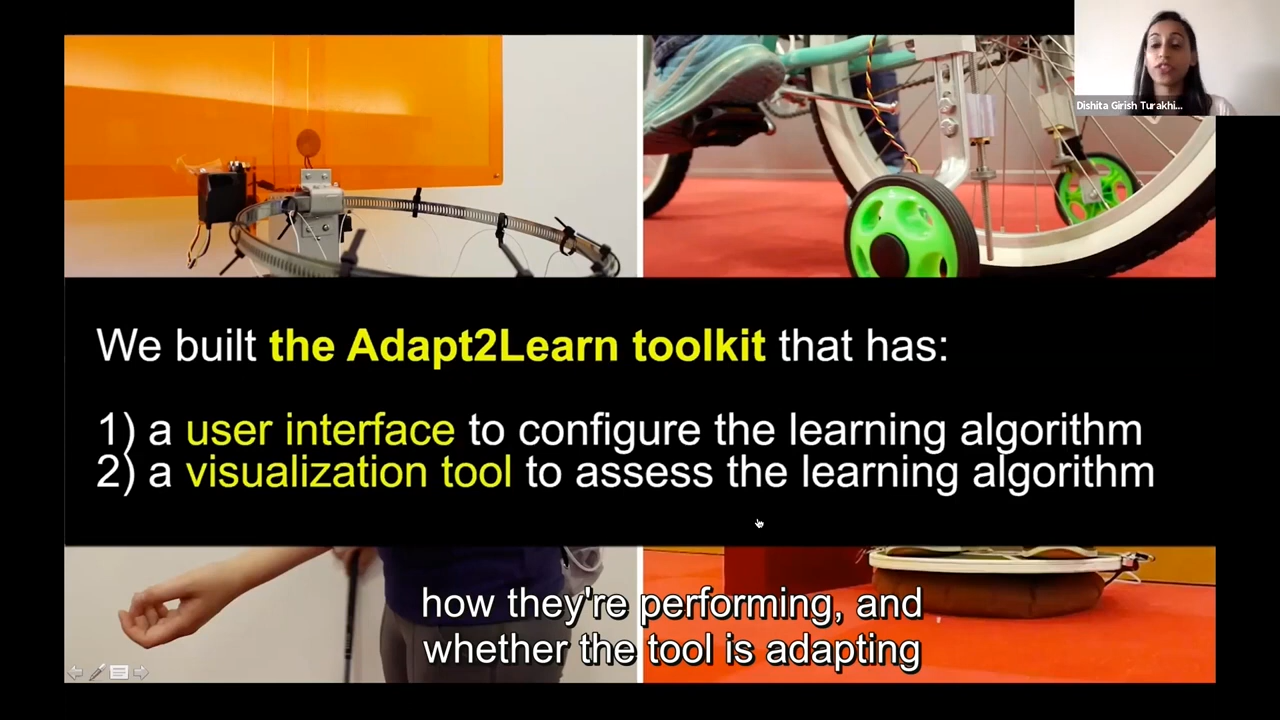 Dishita Girish Turakhi...
We built the Adapt2Learn toolkit that has:
1) a user interface to configure the learning algorithm
2) a visualization tool to assess the learning algorithm
how they're performing, and
whether the tool is adapting